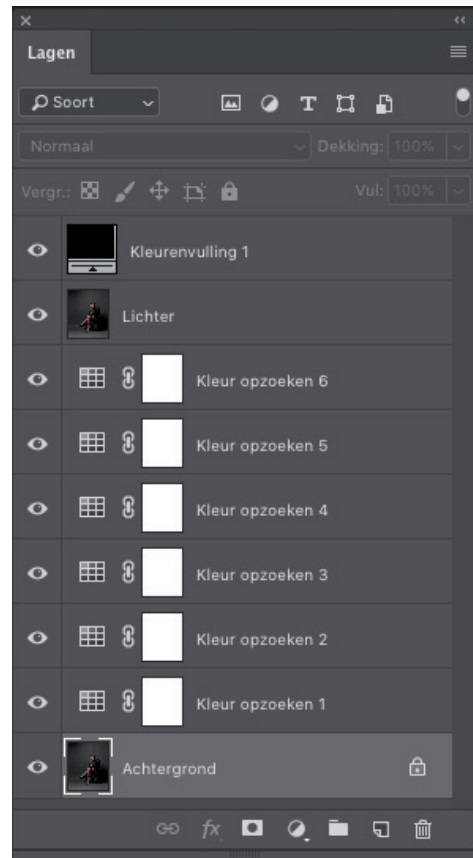 Lagen
Soort
T
Normaal Dekking: 100%
Vergr.: Vul: 100%
Kleurenvulling 1
Lichter
Kleur opzoeken 6
Kleur opzoeken 5
Kleur opzoeken 4
Kleur opzoeken 3
Kleur opzoeken 2
Kleur opzoeken 1
Achtergrond
fx